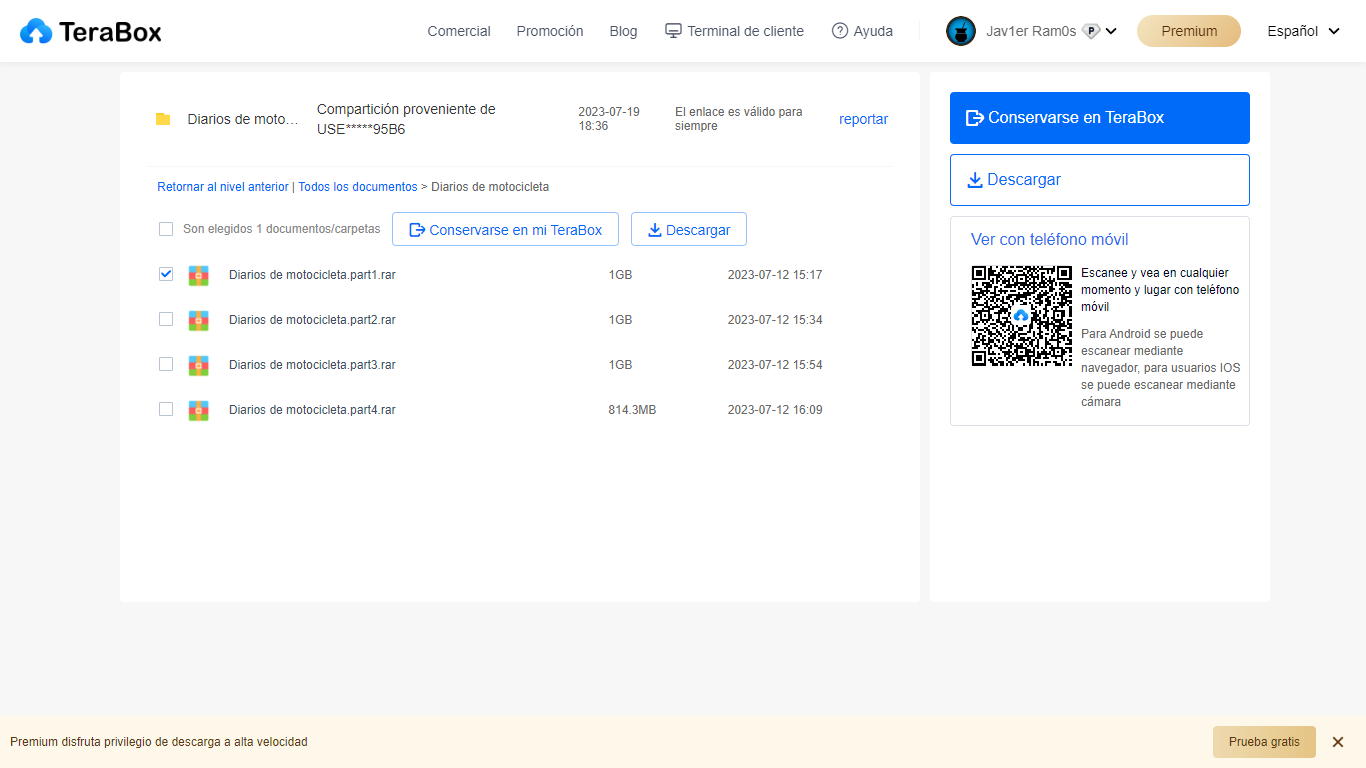 TeraBox
Comercial Promoción Blog Terminal de cliente Ayuda Jav1er Ram0s P Premium Español
Diarios de moto... Compartición proveniente de USE*****95B6 2023-07-19 18:36 El enlace es válido para siempre reportar
Retornar al nivel anterior | Todos los documentos > Diarios de motocicleta
Son elegidos 1 documentos/carpetas Conservarse en mi TeraBox Descargar
Diarios de motocicleta.part1.rar 1GB 2023-07-12 15:17
Diarios de motocicleta.part2.rar 1GB 2023-07-12 15:34
Diarios de motocicleta.part3.rar 1GB 2023-07-12 15:54
Diarios de motocicleta.part4.rar 814.3MB 2023-07-12 16:09
Conservarse en TeraBox
Descargar
Ver con teléfono móvil
Escanee y vea en cualquier
momento y lugar con teléfono
móvil
Para Android se puede
escanear mediante
navegador, para usuarios IOS
se puede escanear mediante
cámara
Premium disfruta privilegio de descarga a alta velocidad Prueba gratis